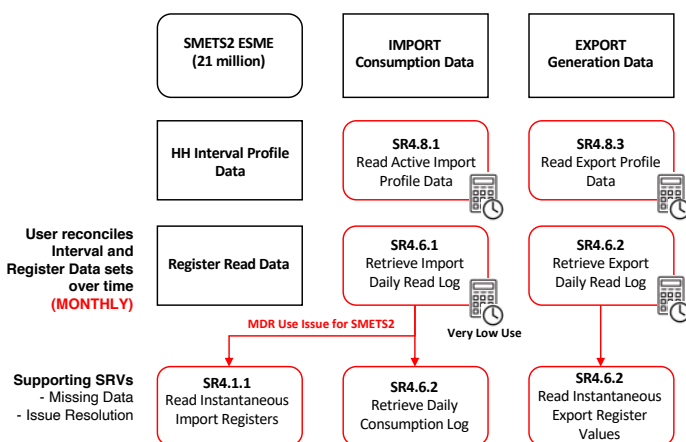 SMETS2 ESME
(21 million)
IMPORT
Consumption Data
EXPORT
Generation Data
HH Interval Profile
Data
SR4.8.1
Read Active Import
Profile Data
SR4.8.3
Read Export Profile
Data
User reconciles
Interval and
Register Data sets
over time
(MONTHLY)
Register Read Data
SR4.6.1
Retrieve Import
Daily Read Log
SR4.6.2
Retrieve Export
Daily Read Log
MDR Use Issue for SMETS2
Very Low Use
Supporting SRVs
- Missing Data
- Issue Resolution
SR4.1.1
Read Instantaneous
Import Registers
SR4.6.2
Retrieve Daily
Consumption Log
SR4.6.2
Read Instantaneous
Export Register
Values